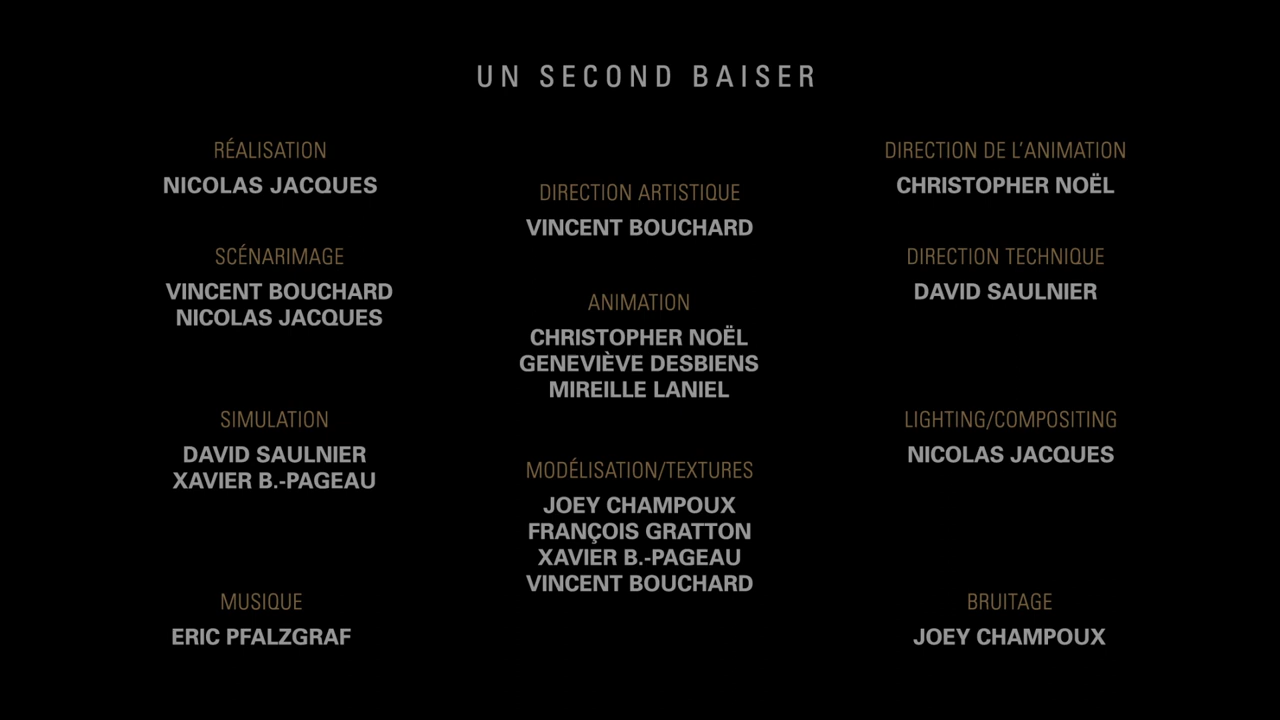 UN SECOND BAISER
RÉALISATION
NICOLAS JACQUES
SCÉNARIMAGE
VINCENT BOUCHARD
NICOLAS JACQUES
SIMULATION
DAVID SAULNIER
XAVIER B.-PAGEAU
MUSIQUE
ERIC PFALZGRAF
DIRECTION ARTISTIQUE
VINCENT BOUCHARD
ANIMATION
CHRISTOPHER NOËL
GENEVIÈVE DESBIENS
MIREILLE LANIEL
MODÉLISATION/TEXTURES
JOEY CHAMPOUX
FRANÇOIS GRATTON
XAVIER B.-PAGEAU
VINCENT BOUCHARD
DIRECTION DE L’ANIMATION
CHRISTOPHER NOËL
DIRECTION TECHNIQUE
DAVID SAULNIER
LIGHTING/COMPOSITING
NICOLAS JACQUES
BRUITAGE
JOEY CHAMPOUX